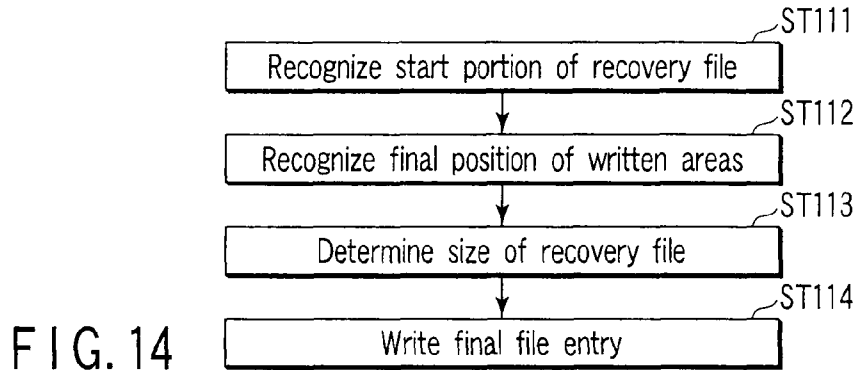 ST111
Recognize start portion of recovery file
ST112
Recognize final position of written areas
ST113
Determine size of recovery file
ST114
Write final file entry
FIG. 14